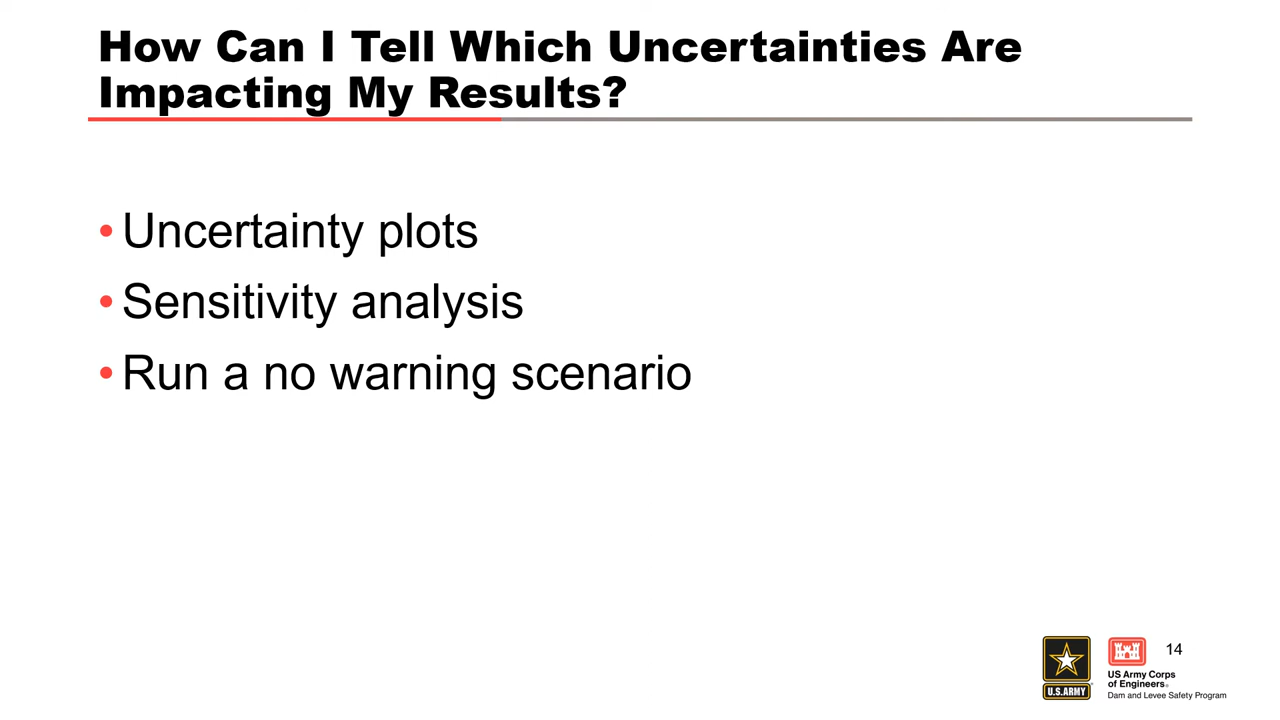 How Can I Tell Which Uncertainties Are
Impacting My Results?
•Uncertainty plots
•Sensitivity analysis
•Run a no warning scenario
14
U.S.ARMY
US Army Corps
of Engineers®
Dam and Levee Safety Program